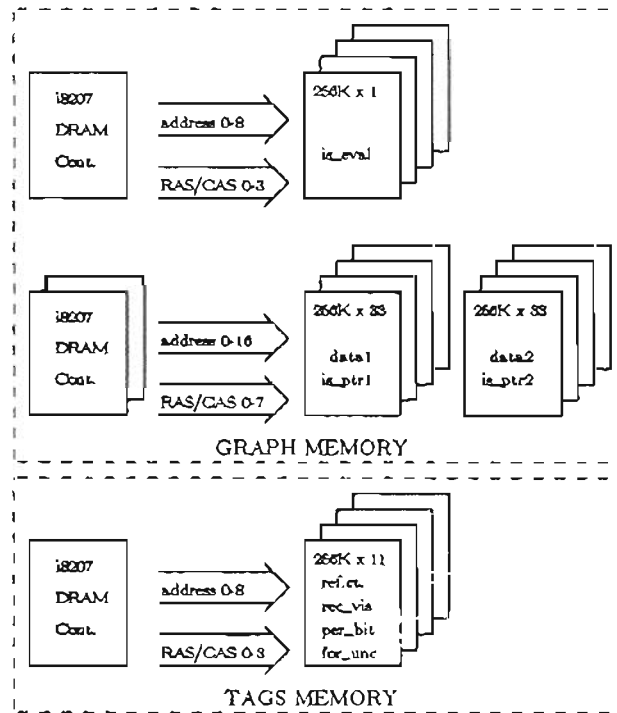 i8207
DRAM
Cont.
address 0-8
RAS/CAS 0-3
256K x 1
is_eval
i8207
DRAM
Cont.
address 0-16
RAS/CAS 0-7
256K x 33
data1
is_ptr1
256K x 33
data2
is_ptr2
GRAPH MEMORY
i8207
DRAM
Cont.
address 0-8
RAS/CAS 0-3
256K x 11
ref.ct.
rec_vis
per_bit
for_unc
TAGS MEMORY